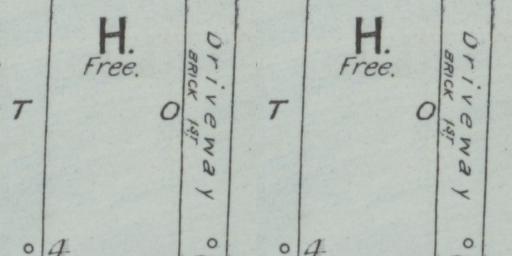 H.
Free.
T
O
Driveway
BRICK 1st
4
H.
Free.
T
O
Driveway
BRICK 1st
4